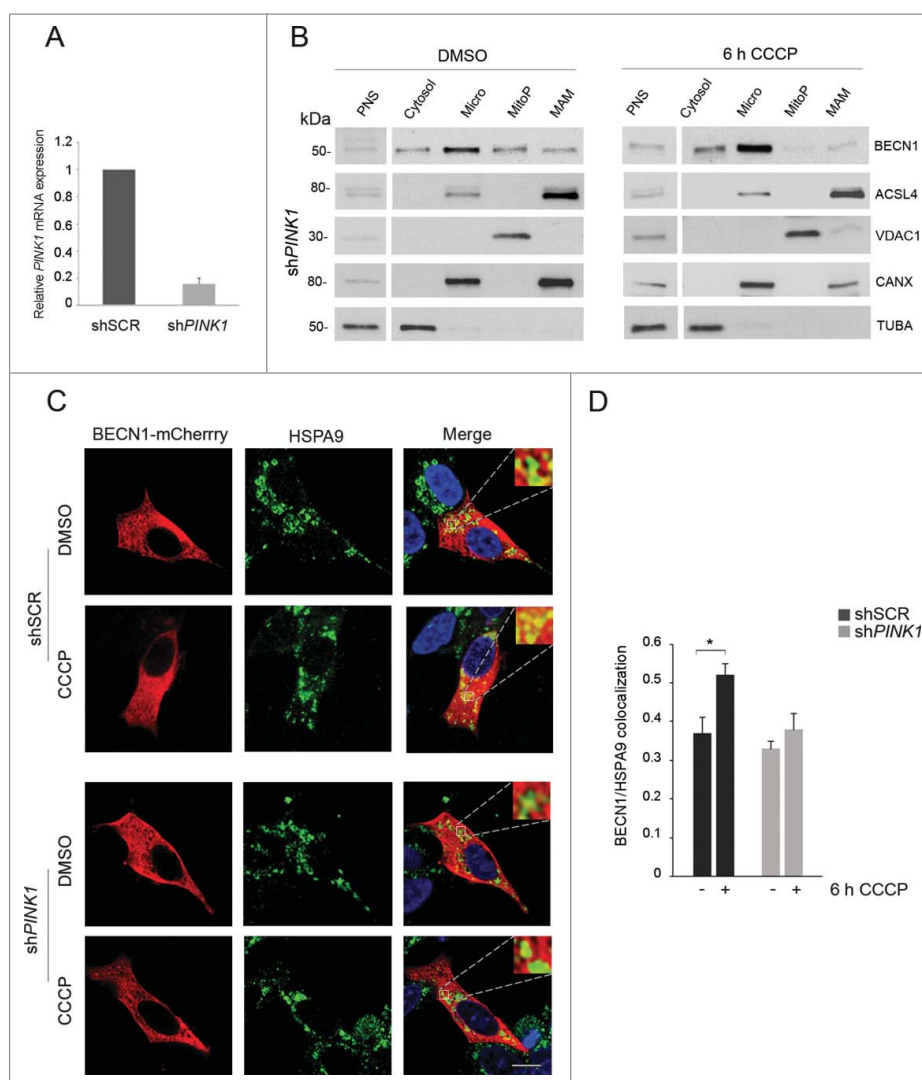 A
Relative PINK1 mRNA expression
1.2
1
0.8
0.6
0.4
0.2
0
shSCR
shPINK1
B
DMSO
6 h CCCP
PNS
Cytosol
Micro
MitoP
MAM
PNS
Cytosol
Micro
MitoP
MAM
kDa
shPINK1
50-
BECN1
80-
ACSL4
30-
VDAC1
80-
CANX
50-
TUBA
C
BECN1-mCherrry
HSPA9
Merge
shSCR
DMSO
CCCP
shPINK1
DMSO
CCCP
D
shSCR
shPINK1
BECN1/HSPA9 colocalization
0.6
0.5
0.4
0.3
0.2
0.1
0
*
- + - +
6 h CCCP